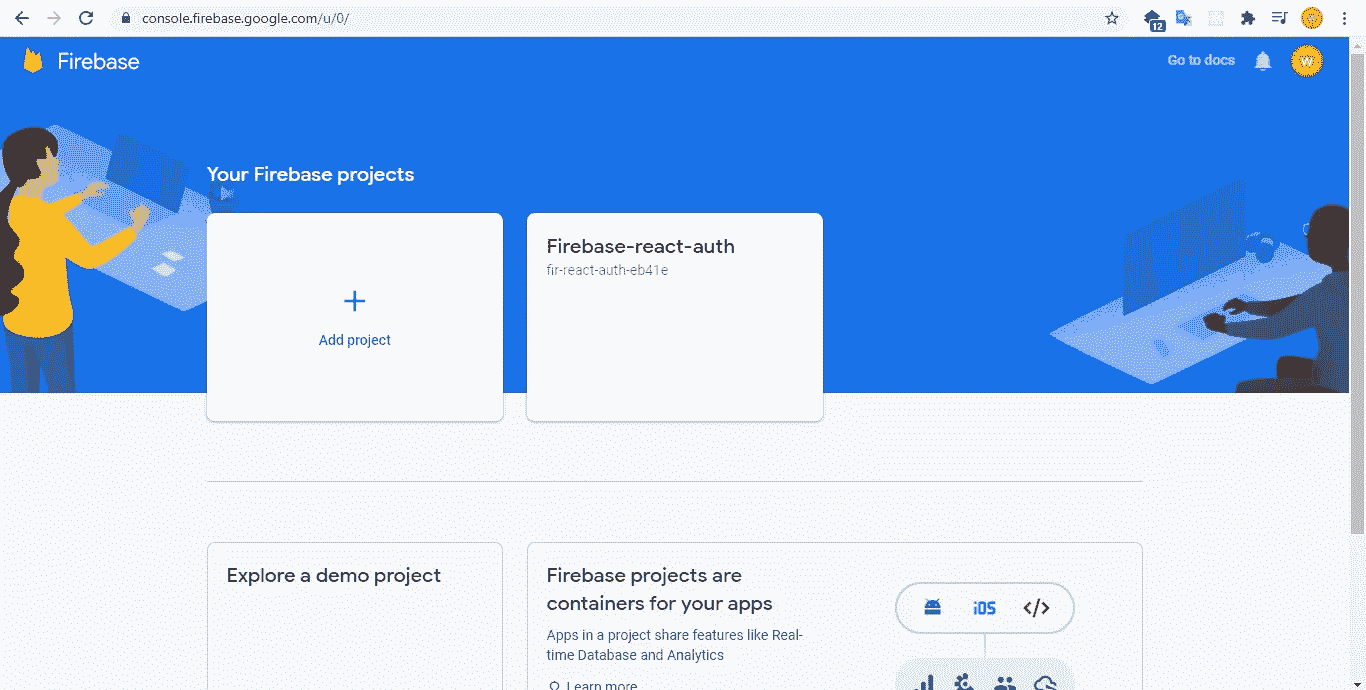 console.firebase.google.com/u/0/
12
Firebase
Go to docs
W
Your Firebase projects
Add project
Firebase-react-auth
fir-react-auth-eb41e
Explore a demo project
Firebase projects are
containers for your apps
Apps in a project share features like Real-
time Database and Analytics
Learn more
iOS